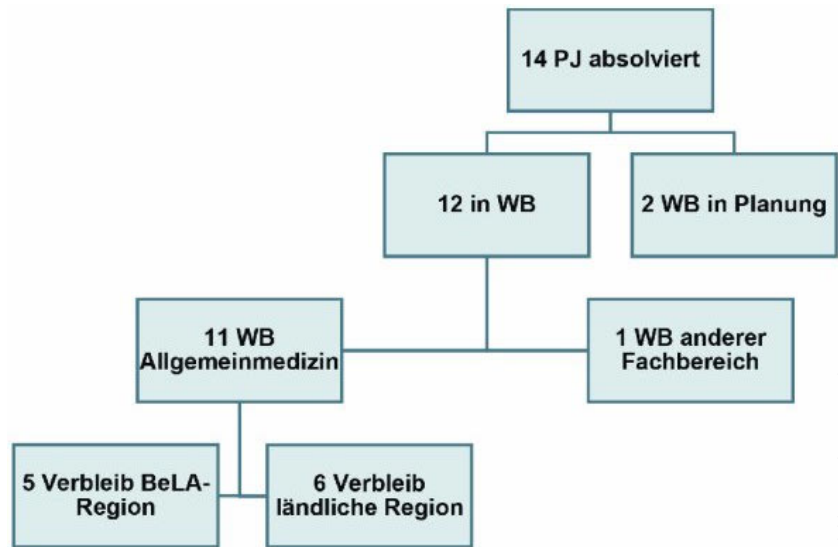 14 PJ absolviert
12 in WB
2 WB in Planung
11 WB
Allgemeinmedizin
1 WB anderer
Fachbereich
5 Verbleib BeLA-
Region
6 Verbleib
ländliche Region